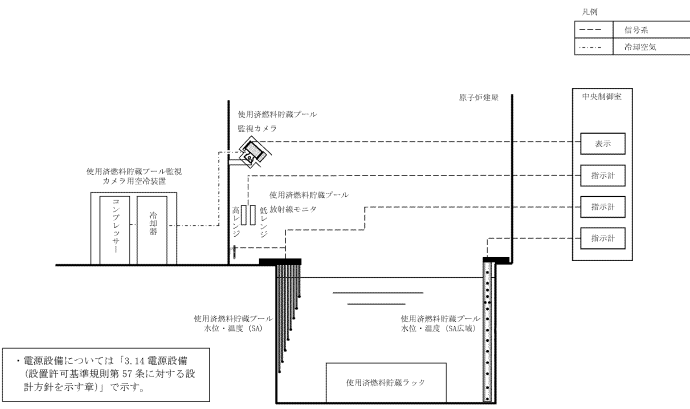 凡例
信号系
冷却空気
使用済燃料貯蔵プール
監視カメラ
原子炉建屋
中央制御室
表示
指示計
指示計
指示計
使用済燃料貯蔵プール監視
カメラ用空冷装置
コンプレッサー
冷却器
使用済燃料貯蔵プール
放射線モニタ
高レンジ
低レンジ
使用済燃料貯蔵プール
水位・温度(SA)
使用済燃料貯蔵プール
水位・温度(SA広域)
使用済燃料貯蔵ラック
・電源設備については「3.14 電源設備
(設置許可基準規則第 57 条に対する設
計方針を示す章)」で示す。